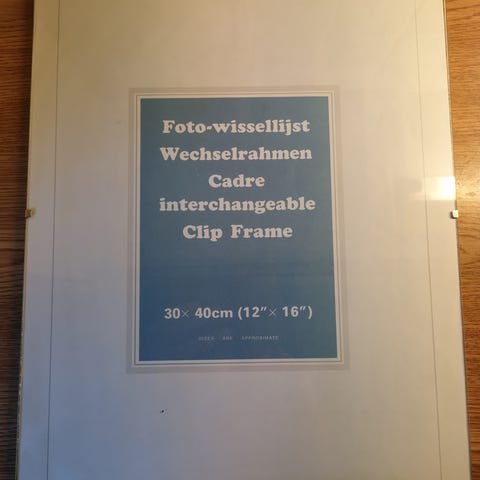 Foto-wissellijst
Wechselrahmen
Cadre
interchangeable
Clip Frame
30× 40cm (12″× 16″)
SIZES ARE APPROXIMATE